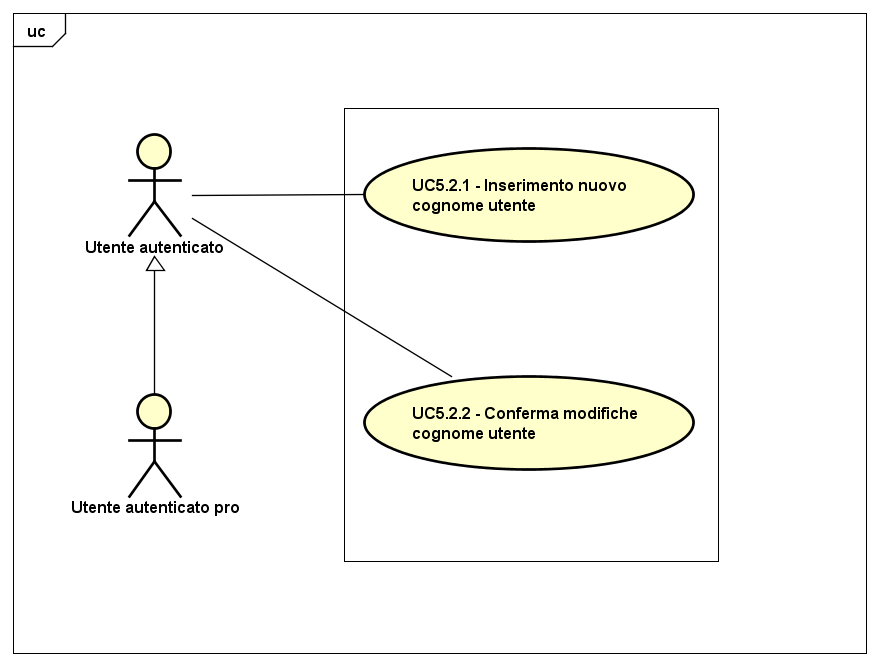 uc
UC5.2.1 - Inserimento nuovo
cognome utente
Utente autenticato
UC5.2.2 - Conferma modifiche
cognome utente
Utente autenticato pro